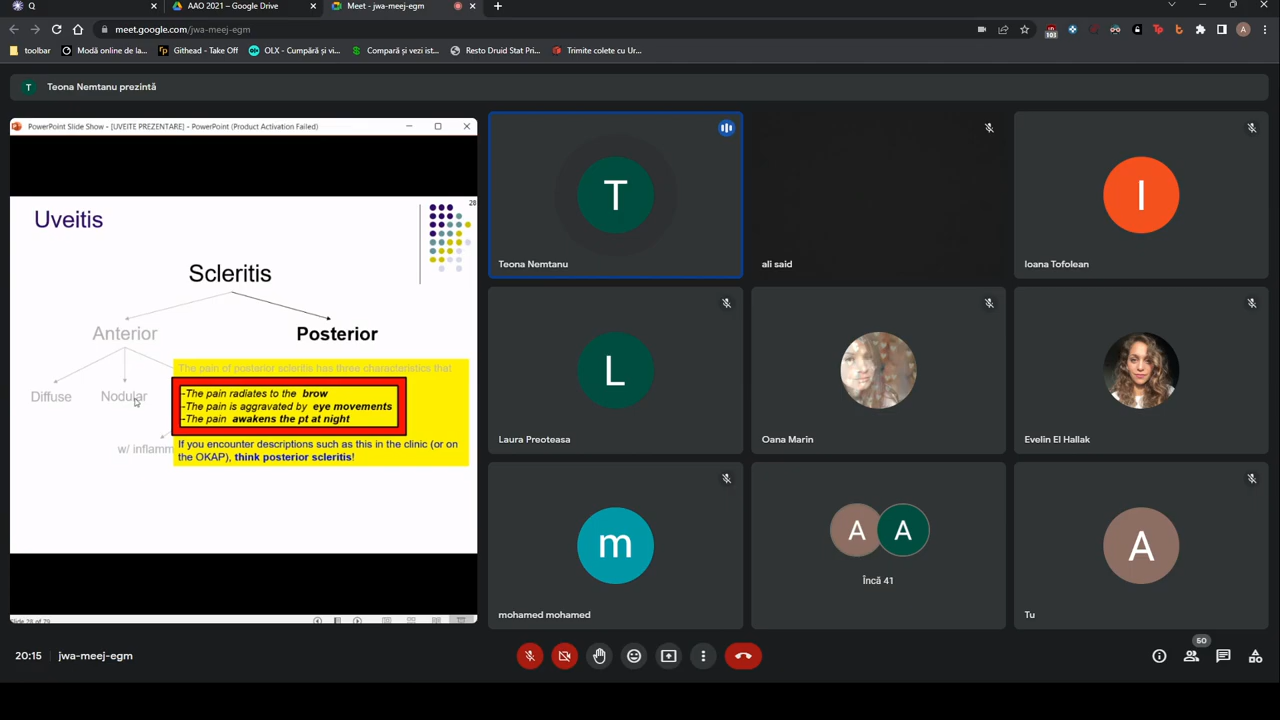 Q
AAO 2021 – Google Drive
Meet - jwa-meej-egm
meet.google.com/jwa-meej-egm
A
toolbar
Modă online de la...
Githead - Take Off
OLX - Cumpără și vi...
Compară și vezi ist...
Resto Druid Stat Pri...
Trimite colete cu Ur...
T
Teona Nemtanu prezintă
PowerPoint Slide Show - [UVEITE PREZENTARE] - PowerPoint (Product Activation Failed)
28
Uveitis
Scleritis
Anterior
Posterior
The pain of posterior scleritis has three characteristics that
Diffuse
Nodular
-The pain radiates to the brow
-The pain is aggravated by eye movements
-The pain awakens the pt at night
w/ inflamm
If you encounter descriptions such as this in the clinic (or on
the OKAP), think posterior scleritis!
Slide 28 of 79
T
Teona Nemtanu
ali said
I
Ioana Tofolean
L
Laura Preoteasa
Oana Marin
Evelin El Hallak
m
mohamed mohamed
A
A
Încă 41
A
Tu
20:15
jwa-meej-egm
50